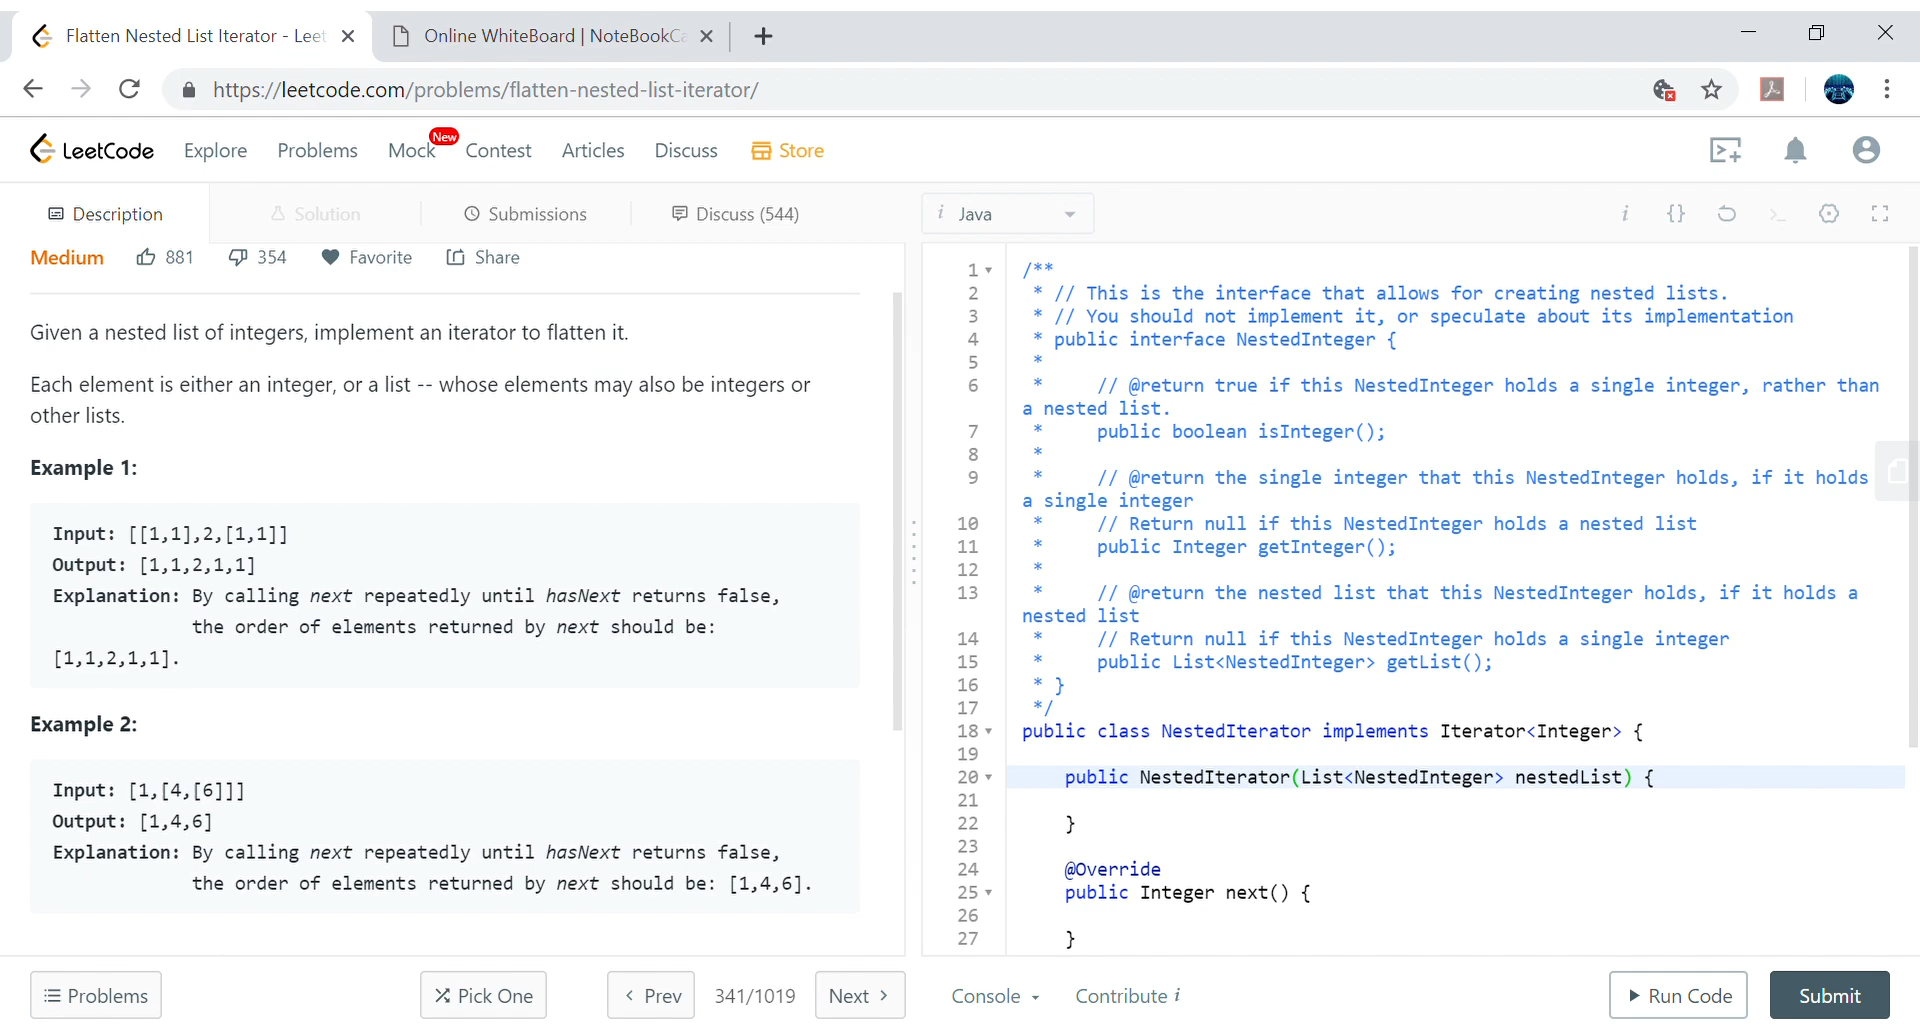 Flatten Nested List Iterator - Leet
Online WhiteBoard | NoteBookCa
https://leetcode.com/problems/flatten-nested-list-iterator/
LeetCode
Explore
Problems
Mock
New
Contest
Articles
Discuss
Store
Description
Solution
Submissions
Discuss (544)
i Java
Medium
881
354
Favorite
Share
Given a nested list of integers, implement an iterator to flatten it.
Each element is either an integer, or a list -- whose elements may also be integers or
other lists.
Example 1:
Input: [[1,1],2,[1,1]]
Output: [1,1,2,1,1]
Explanation: By calling next repeatedly until hasNext returns false,
the order of elements returned by next should be:
[1,1,2,1,1].
Example 2:
Input: [1,[4,[6]]]
Output: [1,4,6]
Explanation: By calling next repeatedly until hasNext returns false,
the order of elements returned by next should be: [1,4,6].
1 /**
2 * // This is the interface that allows for creating nested lists.
3 * // You should not implement it, or speculate about its implementation
4 * public interface NestedInteger {
5 *
6 * // @return true if this NestedInteger holds a single integer, rather than
a nested list.
7 * public boolean isInteger();
8 *
9 * // @return the single integer that this NestedInteger holds, if it holds
a single integer
10 * // Return null if this NestedInteger holds a nested list
11 * public Integer getInteger();
12 *
13 * // @return the nested list that this NestedInteger holds, if it holds a
nested list
14 * // Return null if this NestedInteger holds a single integer
15 * public List<NestedInteger> getList();
16 * }
17 */
18 public class NestedIterator implements Iterator<Integer> {
19
20 public NestedIterator(List<NestedInteger> nestedList) {
21
22 }
23
24 @Override
25 public Integer next() {
26
27 }
Problems
Pick One
Prev
341/1019
Next
Console
Contribute i
Run Code
Submit